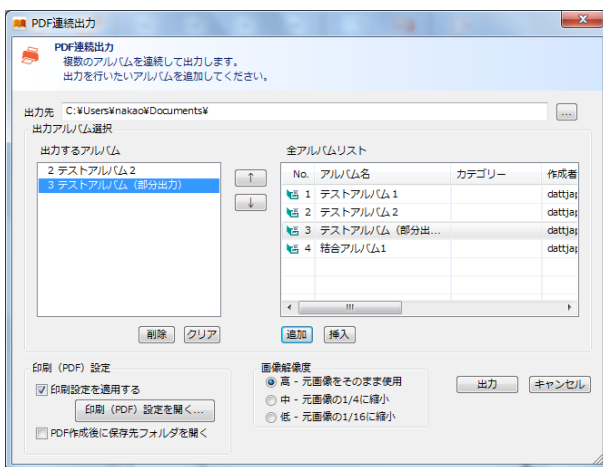 PDF連続出力
PDF連続出力
複数のアルバムを連続して出力します。
出力を行いたいアルバムを追加してください。
出力先 C:¥Users¥nakao¥Documents¥ ...
出力アルバム選択
出力するアルバム
2 テストアルバム2
3 テストアルバム（部分出力）
↑
↓
削除 クリア
全アルバムリスト
No. アルバム名 カテゴリー 作成者
1 テストアルバム1 dattjap
2 テストアルバム2 dattjap
3 テストアルバム（部分出... dattjap
4 結合アルバム1 dattjap
追加 挿入
印刷（PDF）設定
印刷設定を適用する
印刷（PDF）設定を開く...
PDF作成後に保存先フォルダを開く
画像解像度
高 - 元画像をそのまま使用
中 - 元画像の1/4に縮小
低 - 元画像の1/16に縮小
出力 キャンセル